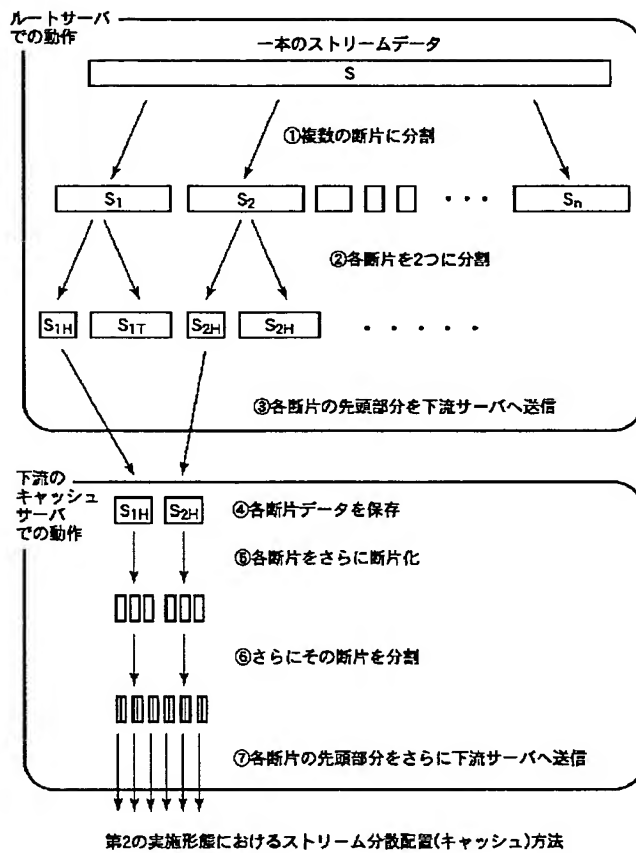 ルートサーバ
での動作
一本のストリームデータ
S
①複数の断片に分割
S1 S2 ・・・ Sn
②各断片を2つに分割
S1H S1T S2H S2H ・・・・・
③各断片の先頭部分を下流サーバへ送信
下流の
キャッシュ
サーバ
での動作
S1H S2H ④各断片データを保存
⑤各断片をさらに断片化
⑥さらにその断片を分割
⑦各断片の先頭部分をさらに下流サーバへ送信
第2の実施形態におけるストリーム分散配置(キャッシュ)方法